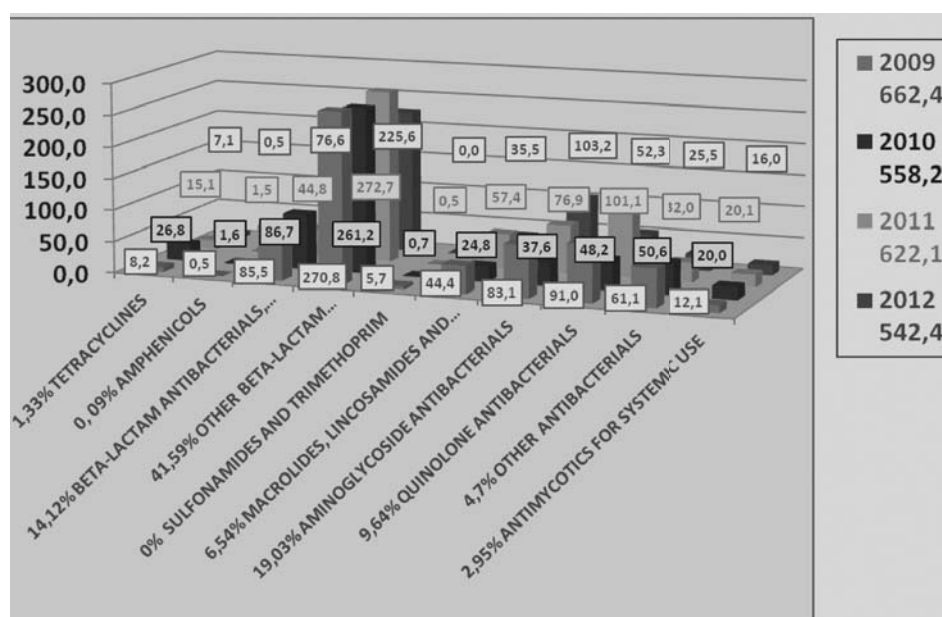 300,0
250,0
200,0
150,0
100,0
50,0
0,0
7,1 0,5 76,6 225,6 0,0 35,5 103,2 52,3 25,5 16,0
15,1 1,5 44,8 272,7 0,5 57,4 76,9 101,1 32,0 20,1
26,8 1,6 86,7 261,2 0,7 24,8 37,6 48,2 50,6 20,0
8,2 0,5 85,5 270,8 5,7 44,4 83,1 91,0 61,1 12,1
1,33% TETRACYCLINES
0, 09% AMPHENICOLS
14,12% BETA-LACTAM ANTIBACTERIALS,...
41,59% OTHER BETA-LACTAM...
0% SULFONAMIDES AND TRIMETHOPRIM
6,54% MACROLIDES, LINCOSAMIDES AND...
19,03% AMINOGLYCOSIDE ANTIBACTERIALS
9,64% QUINOLONE ANTIBACTERIALS
4,7% OTHER ANTIBACTERIALS
2,95% ANTIMYCOTICS FOR SYSTEMIC USE
2009
662,4
2010
558,2
2011
622,1
2012
542,4